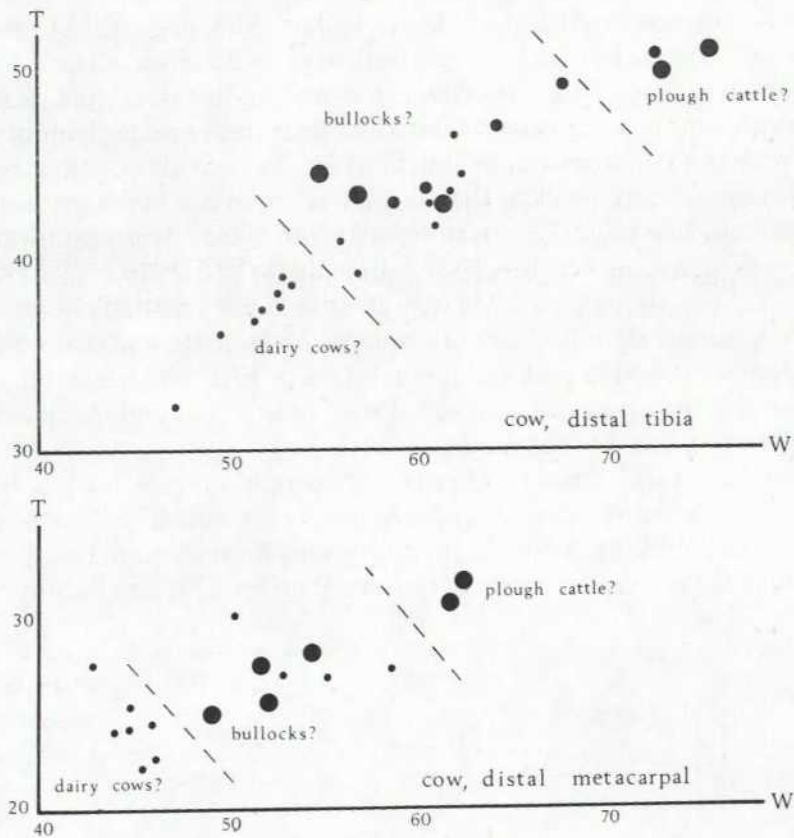 T
50
plough cattle?
bullocks?
40
dairy cows?
cow, distal tibia
30
W
40 50 60 70
T
30
plough cattle?
bullocks?
dairy cows?
cow, distal metacarpal
20
W
40 50 60 70